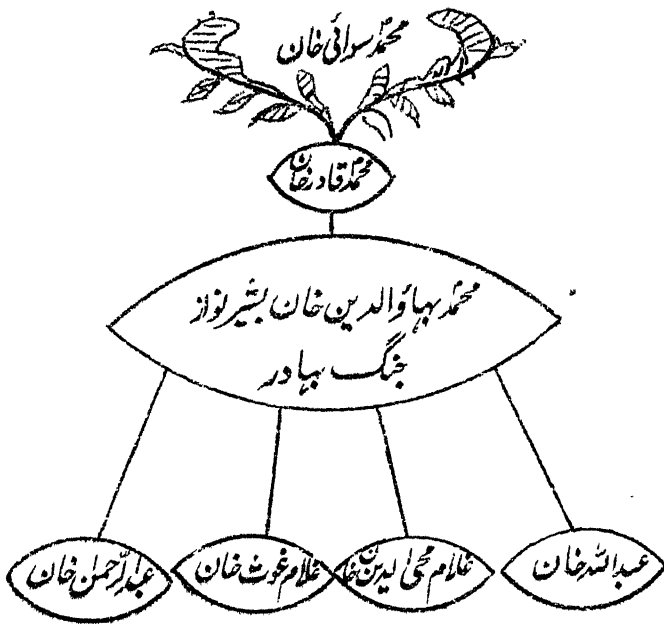 محمد سوائی خان
محمد قادر خان
محمد بہاؤالدین خان بشیر نواز
جنگ بہادر
عبداللہ خان
غلام محی الدین خان
غلام غوث خان
عبدالرحمن خان